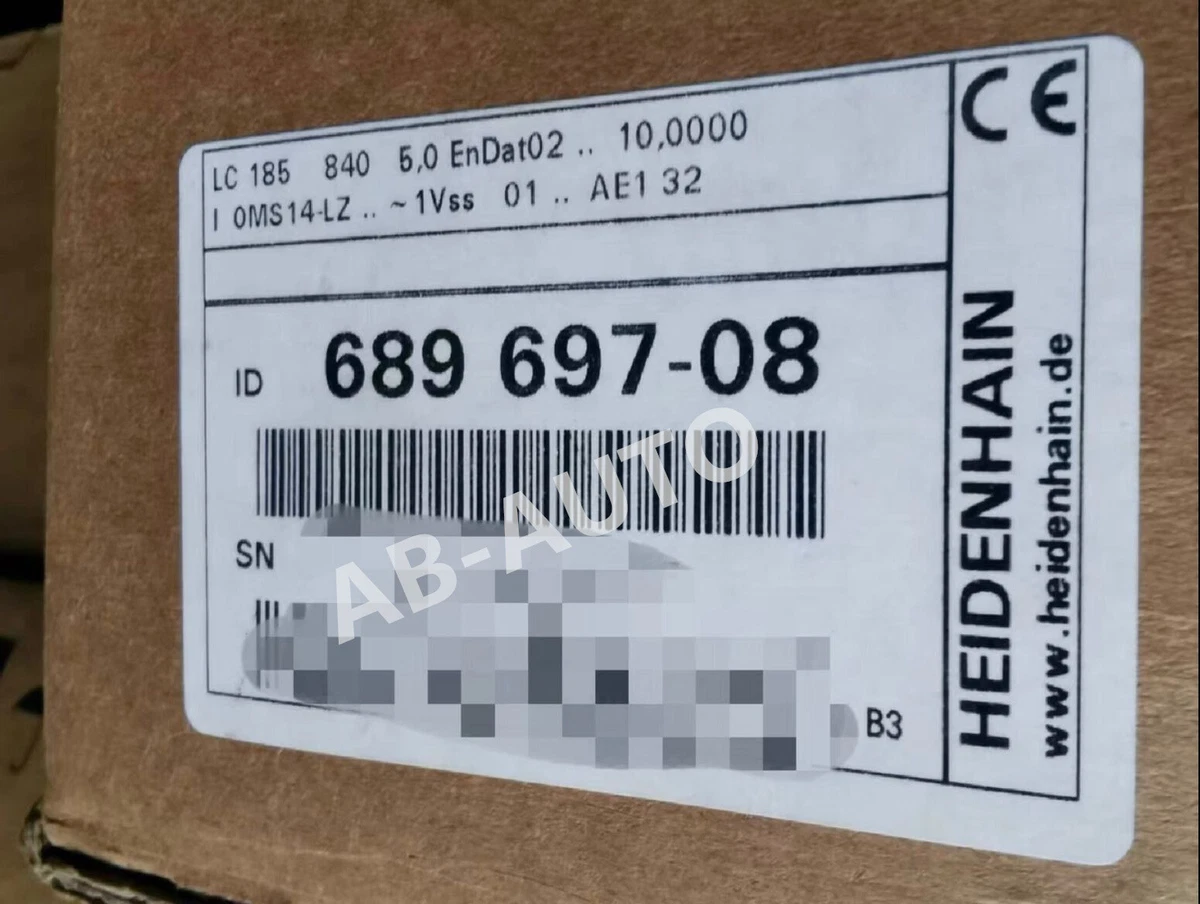 LC 185 840 5,0 EnDat02 .. 10,0000
I 0MS14-LZ .. ~ 1Vss 01 .. AE1 32
ID 689 697-08
SN
B3
CE
HEIDENHAIN
www.heidenhain.de
AB-AUTO